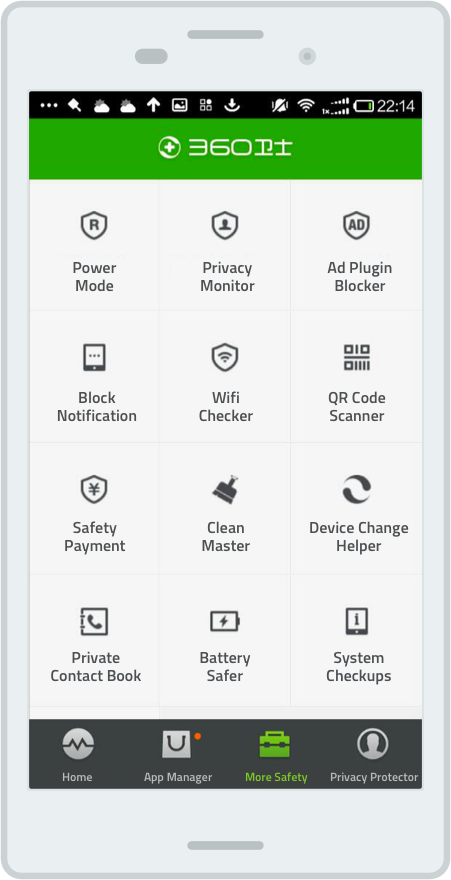 1x 22:14
360卫士
R
AD
Power
Mode
Privacy
Monitor
Ad Plugin
Blocker
Block
Notification
Wifi
Checker
QR Code
Scanner
¥
Safety
Payment
Clean
Master
Device Change
Helper
i
Private
Contact Book
Battery
Safer
System
Checkups
Home
App Manager
More Safety
Privacy Protector